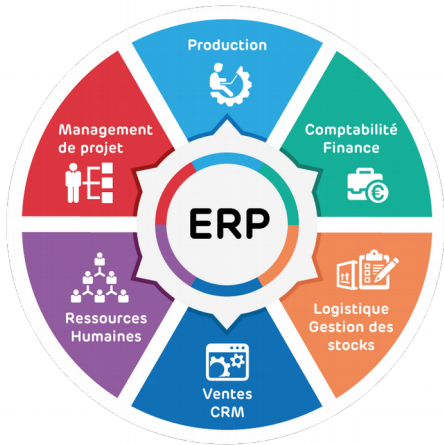 Production
Comptabilité
Finance
Logistique
Gestion des
stocks
Ventes
CRM
Ressources
Humaines
Management
de projet
ERP